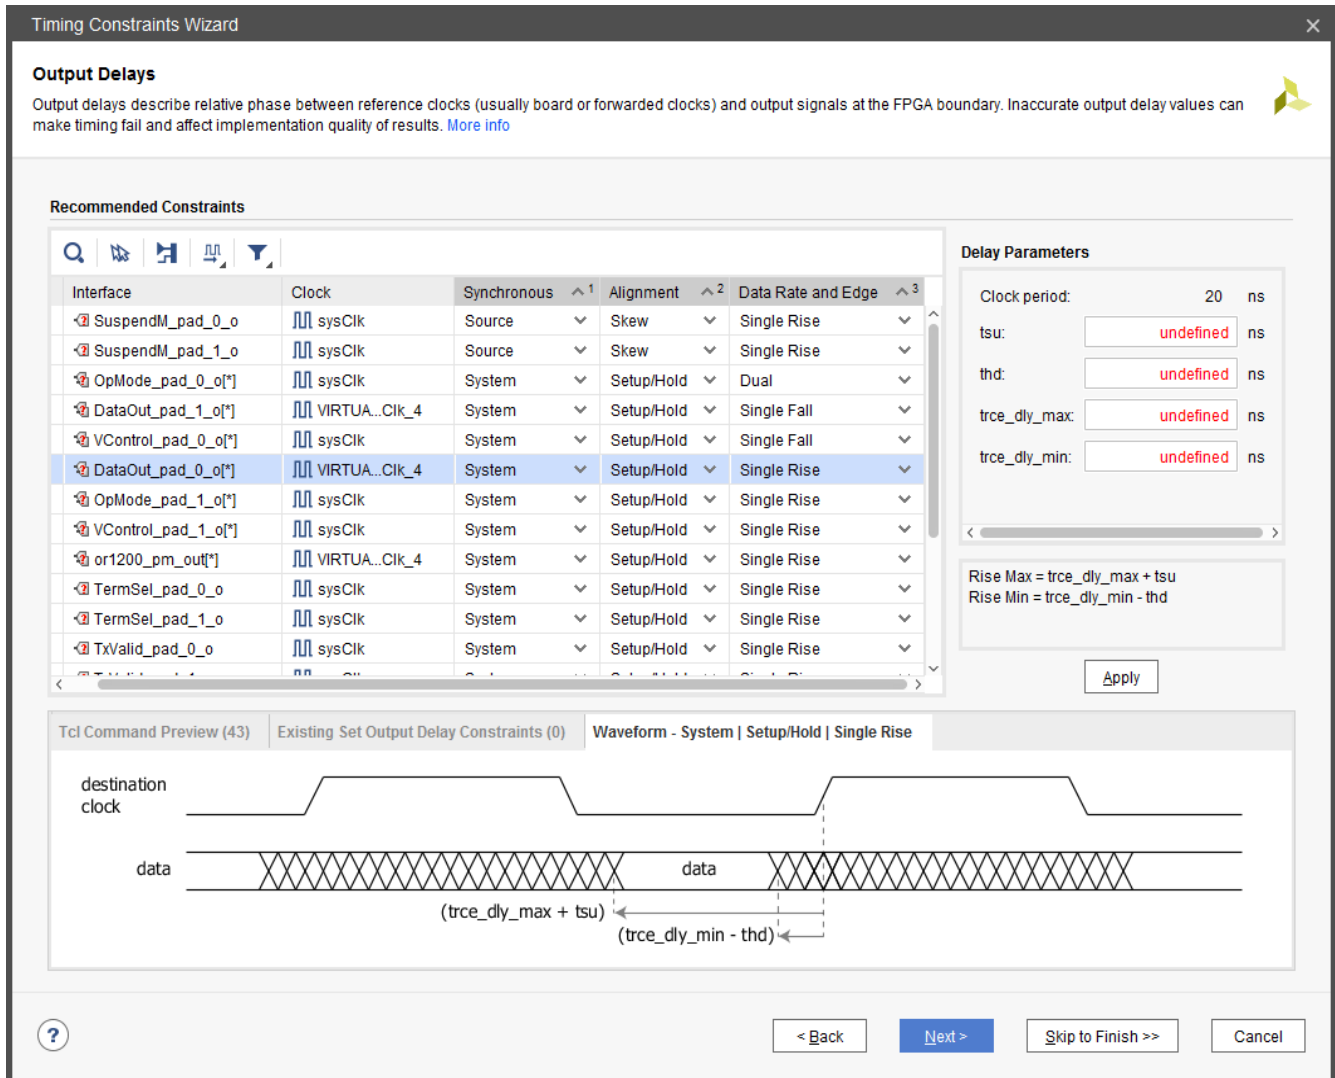 Timing Constraints Wizard
Output Delays
Output delays describe relative phase between reference clocks (usually board or forwarded clocks) and output signals at the FPGA boundary. Inaccurate output delay values can
make timing fail and affect implementation quality of results. More info
Recommended Constraints
Interface Clock Synchronous 1 Alignment 2 Data Rate and Edge 3
SuspendM_pad_0_o sysClk Source Skew Single Rise
SuspendM_pad_1_o sysClk Source Skew Single Rise
OpMode_pad_0_o[*] sysClk System Setup/Hold Dual
DataOut_pad_1_o[*] VIRTUA...Clk_4 System Setup/Hold Single Fall
VControl_pad_0_o[*] sysClk System Setup/Hold Single Fall
DataOut_pad_0_o[*] VIRTUA...Clk_4 System Setup/Hold Single Rise
OpMode_pad_1_o[*] sysClk System Setup/Hold Single Rise
VControl_pad_1_o[*] sysClk System Setup/Hold Single Rise
or1200_pm_out[*] VIRTUA...Clk_4 System Setup/Hold Single Rise
TermSel_pad_0_o sysClk System Setup/Hold Single Rise
TermSel_pad_1_o sysClk System Setup/Hold Single Rise
TxValid_pad_0_o sysClk System Setup/Hold Single Rise
Delay Parameters
Clock period: 20 ns
tsu: undefined ns
thd: undefined ns
trce_dly_max: undefined ns
trce_dly_min: undefined ns
Rise Max = trce_dly_max + tsu
Rise Min = trce_dly_min - thd
Apply
Tcl Command Preview (43) Existing Set Output Delay Constraints (0) Waveform - System | Setup/Hold | Single Rise
destination
clock
data data
(trce_dly_max + tsu)
(trce_dly_min - thd)
? < Back Next > Skip to Finish >> Cancel